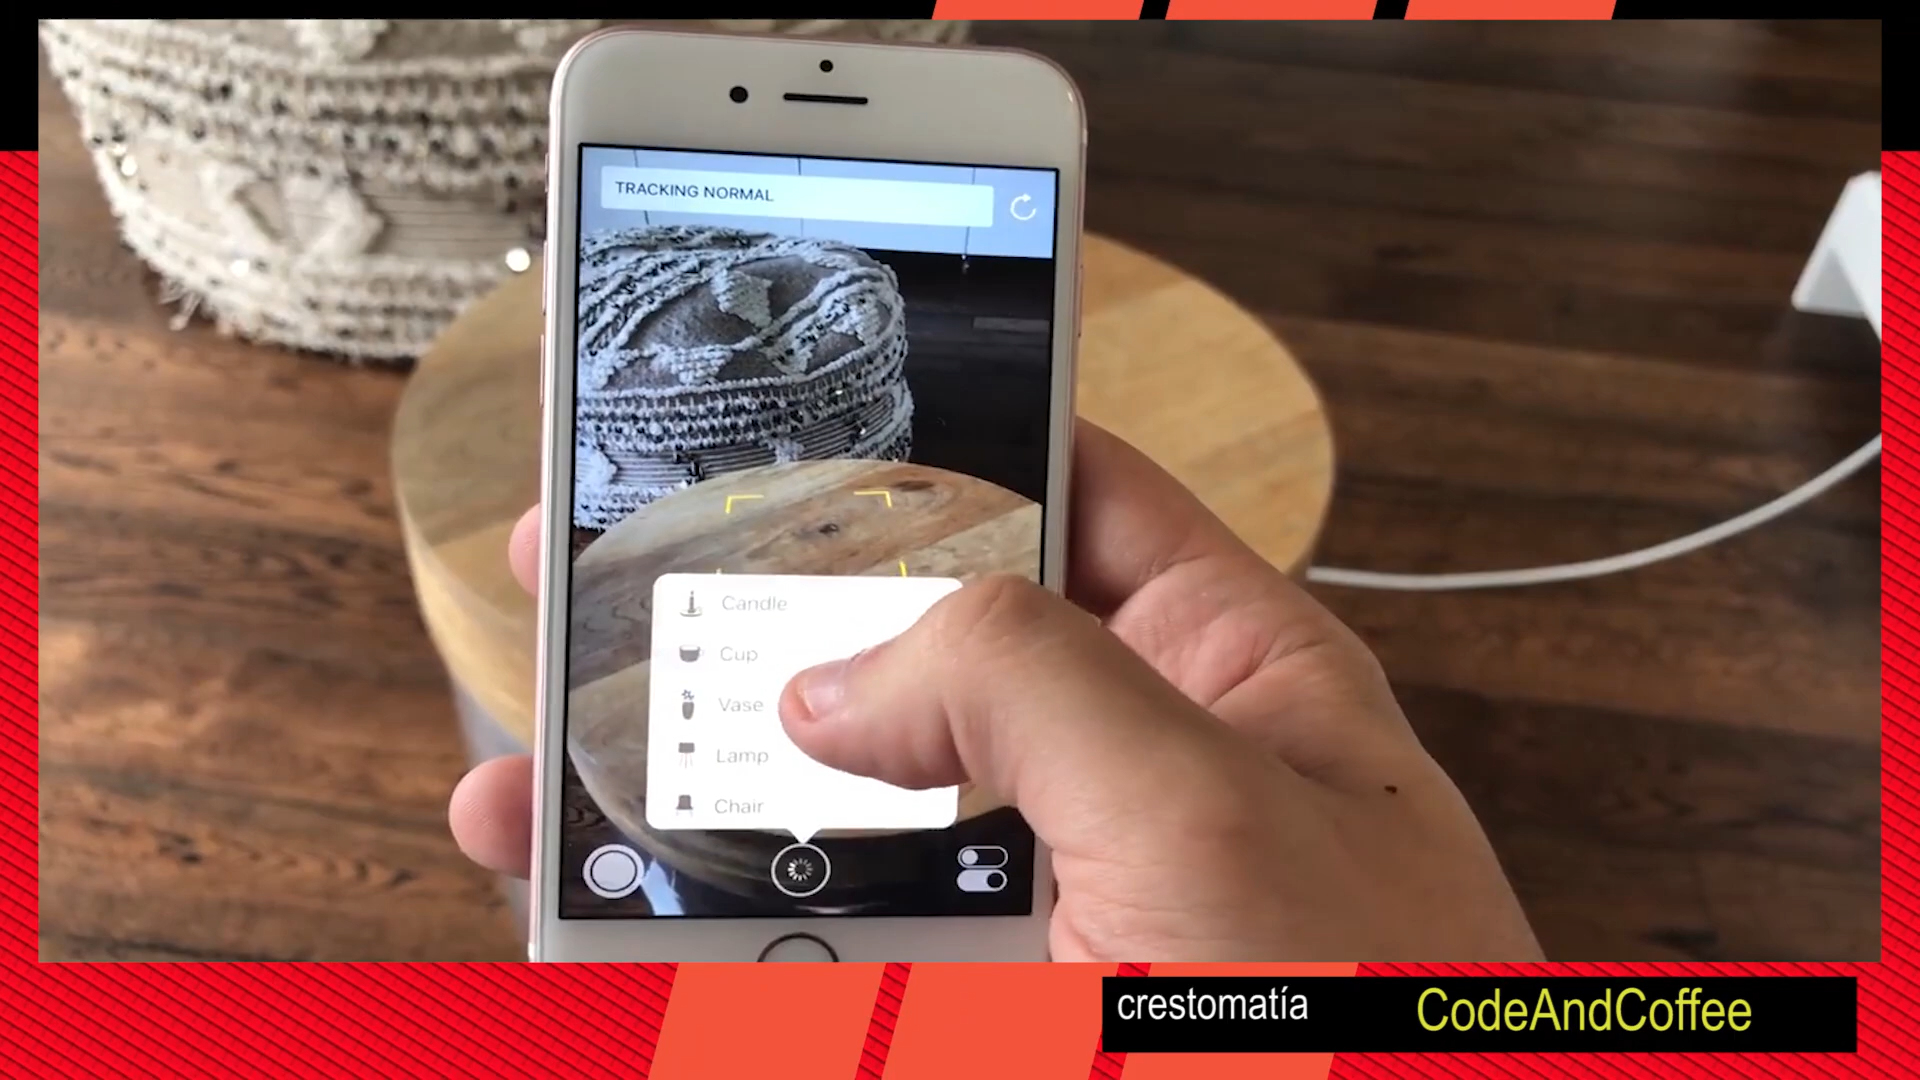 TRACKING NORMAL
Candle
Cup
Vase
Lamp
Chair
crestomatía
CodeAndCoffee